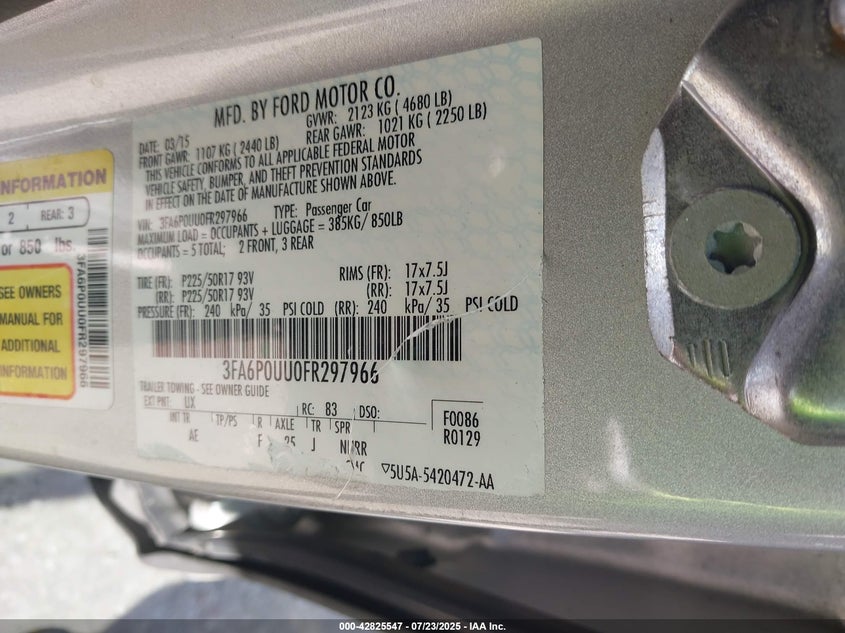 MFD. BY FORD MOTOR CO.
DATE: 03/15 GVWR: 2123 KG ( 4680 LB)
FRONT GAWR: 1107 KG ( 2440 LB) REAR GAWR: 1021 KG ( 2250 LB)
THIS VEHICLE CONFORMS TO ALL APPLICABLE FEDERAL MOTOR
VEHICLE SAFETY, BUMPER, AND THEFT PREVENTION STANDARDS
IN EFFECT ON THE DATE OF MANUFACTURE SHOWN ABOVE.
VIN: 3FA6P0UU0FR297966 TYPE: Passenger Car
MAXIMUM LOAD = OCCUPANTS + LUGGAGE = 385KG/ 850LB
OCCUPANTS = 5 TOTAL; 2 FRONT, 3 REAR
TIRE (FR): P225/50R17 93V RIMS (FR): 17x7.5J
(RR): P225/50R17 93V (RR): 17x7.5J
PRESSURE (FR): 240 kPa/ 35 PSI COLD (RR): 240 kPa/ 35 PSI COLD
3FA6P0UU0FR297966
TRAILER TOWING - SEE OWNER GUIDE
EXT PNT: UX RC: 83 DSO: F0086
INT TR TP/PS R AXLE TR SPR R0129
AE F 25 J
5U5A-5420472-AA
INFORMATION
2 REAR: 3
or 850 lbs.
SEE OWNERS
MANUAL FOR
ADDITIONAL
INFORMATION
3FA6P0UU0FR297966
000-42825547 | 07/23/2025 - IAA Inc.